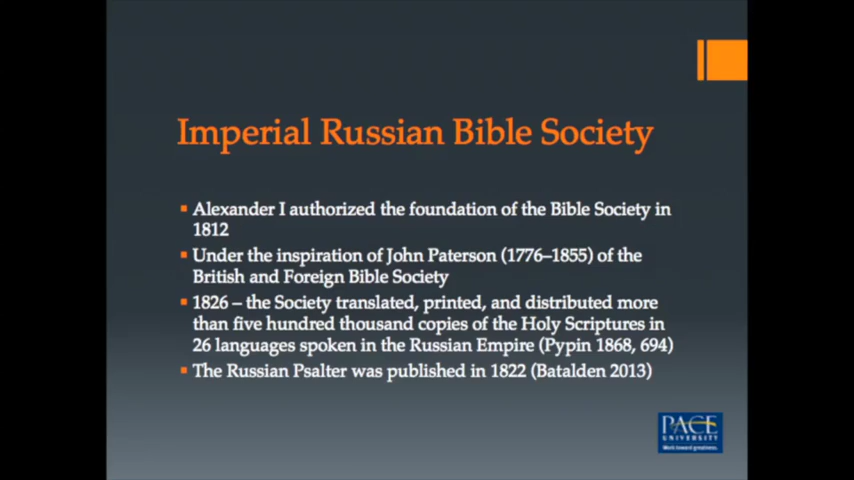 Imperial Russian Bible Society
Alexander I authorized the foundation of the Bible Society in
1812
Under the inspiration of John Paterson (1776–1855) of the
British and Foreign Bible Society
1826 – the Society translated, printed, and distributed more
than five hundred thousand copies of the Holy Scriptures in
26 languages spoken in the Russian Empire (Pypin 1868, 694)
The Russian Psalter was published in 1822 (Batalden 2013)
PACE
UNIVERSITY
Work toward greatness.